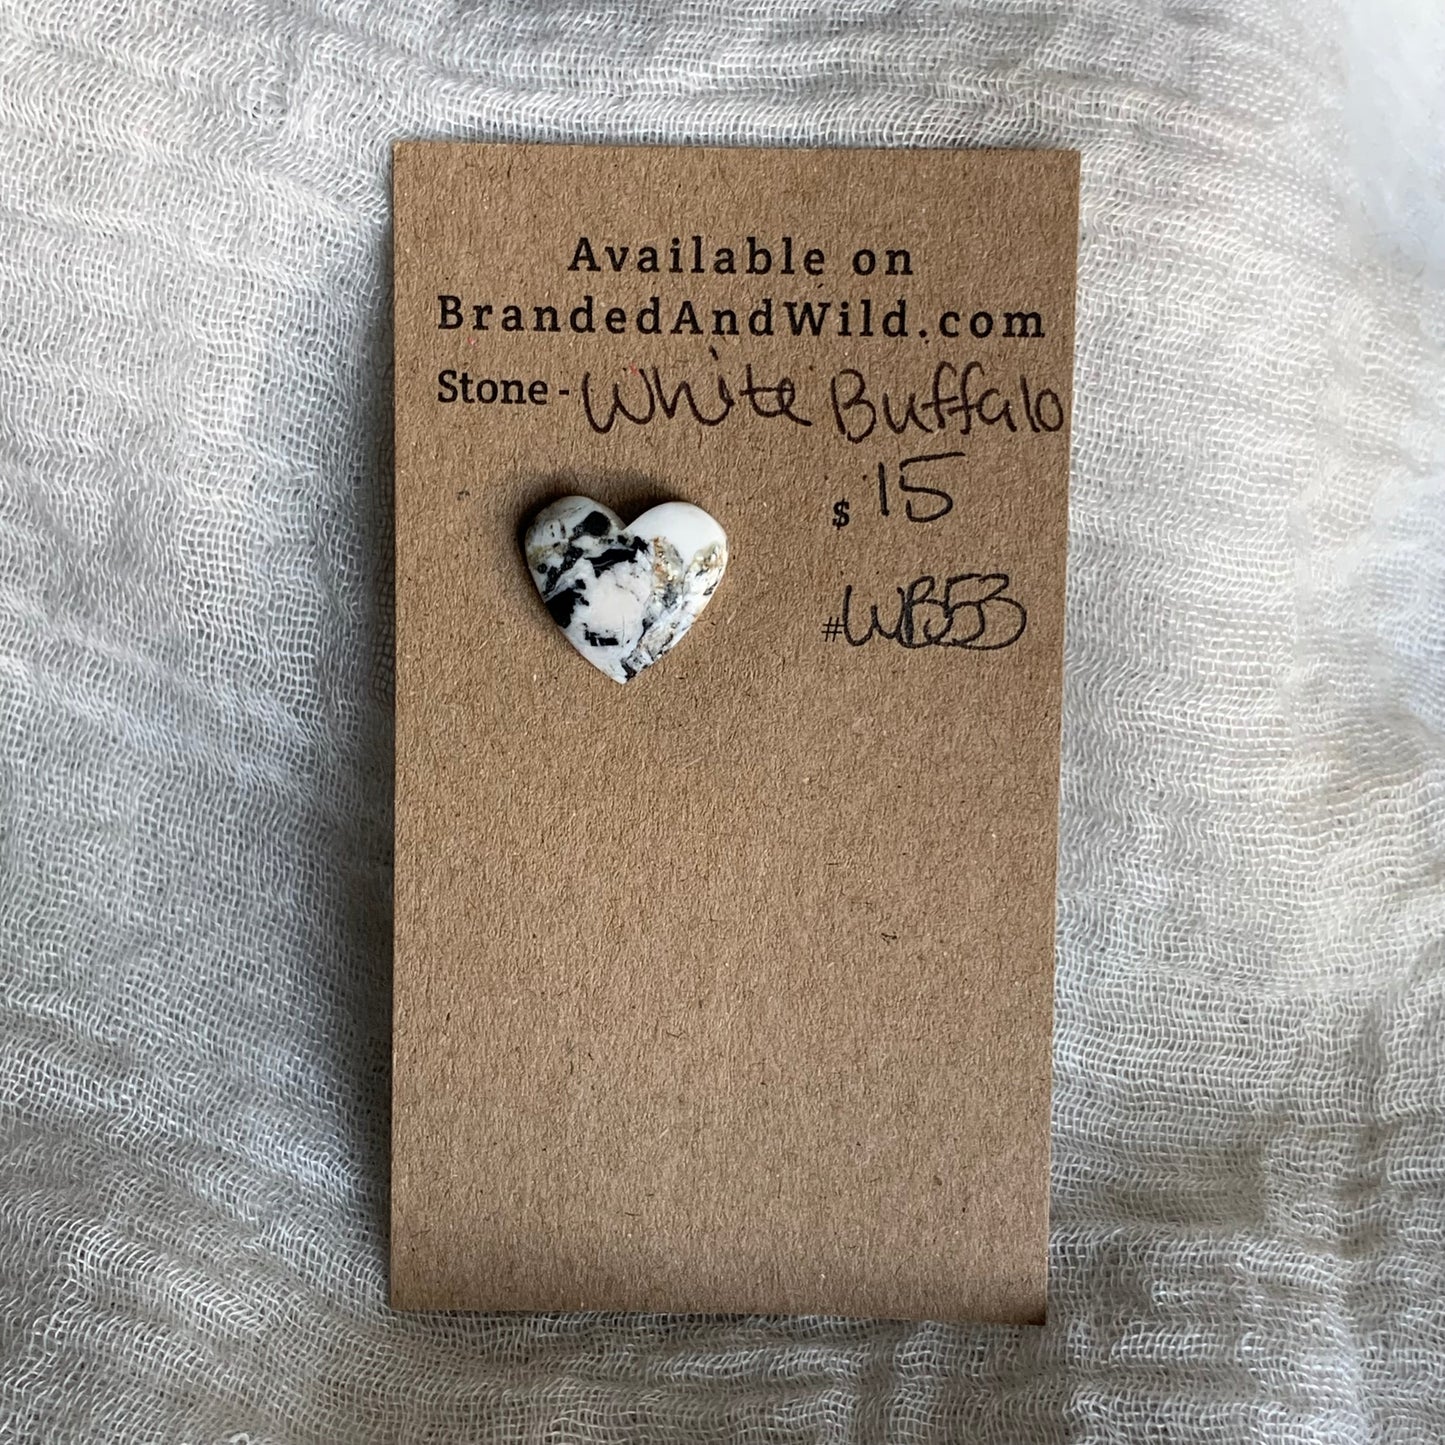 Available on
BrandedAndWild.com
Stone - White Buffalo
$ 15
#WB53